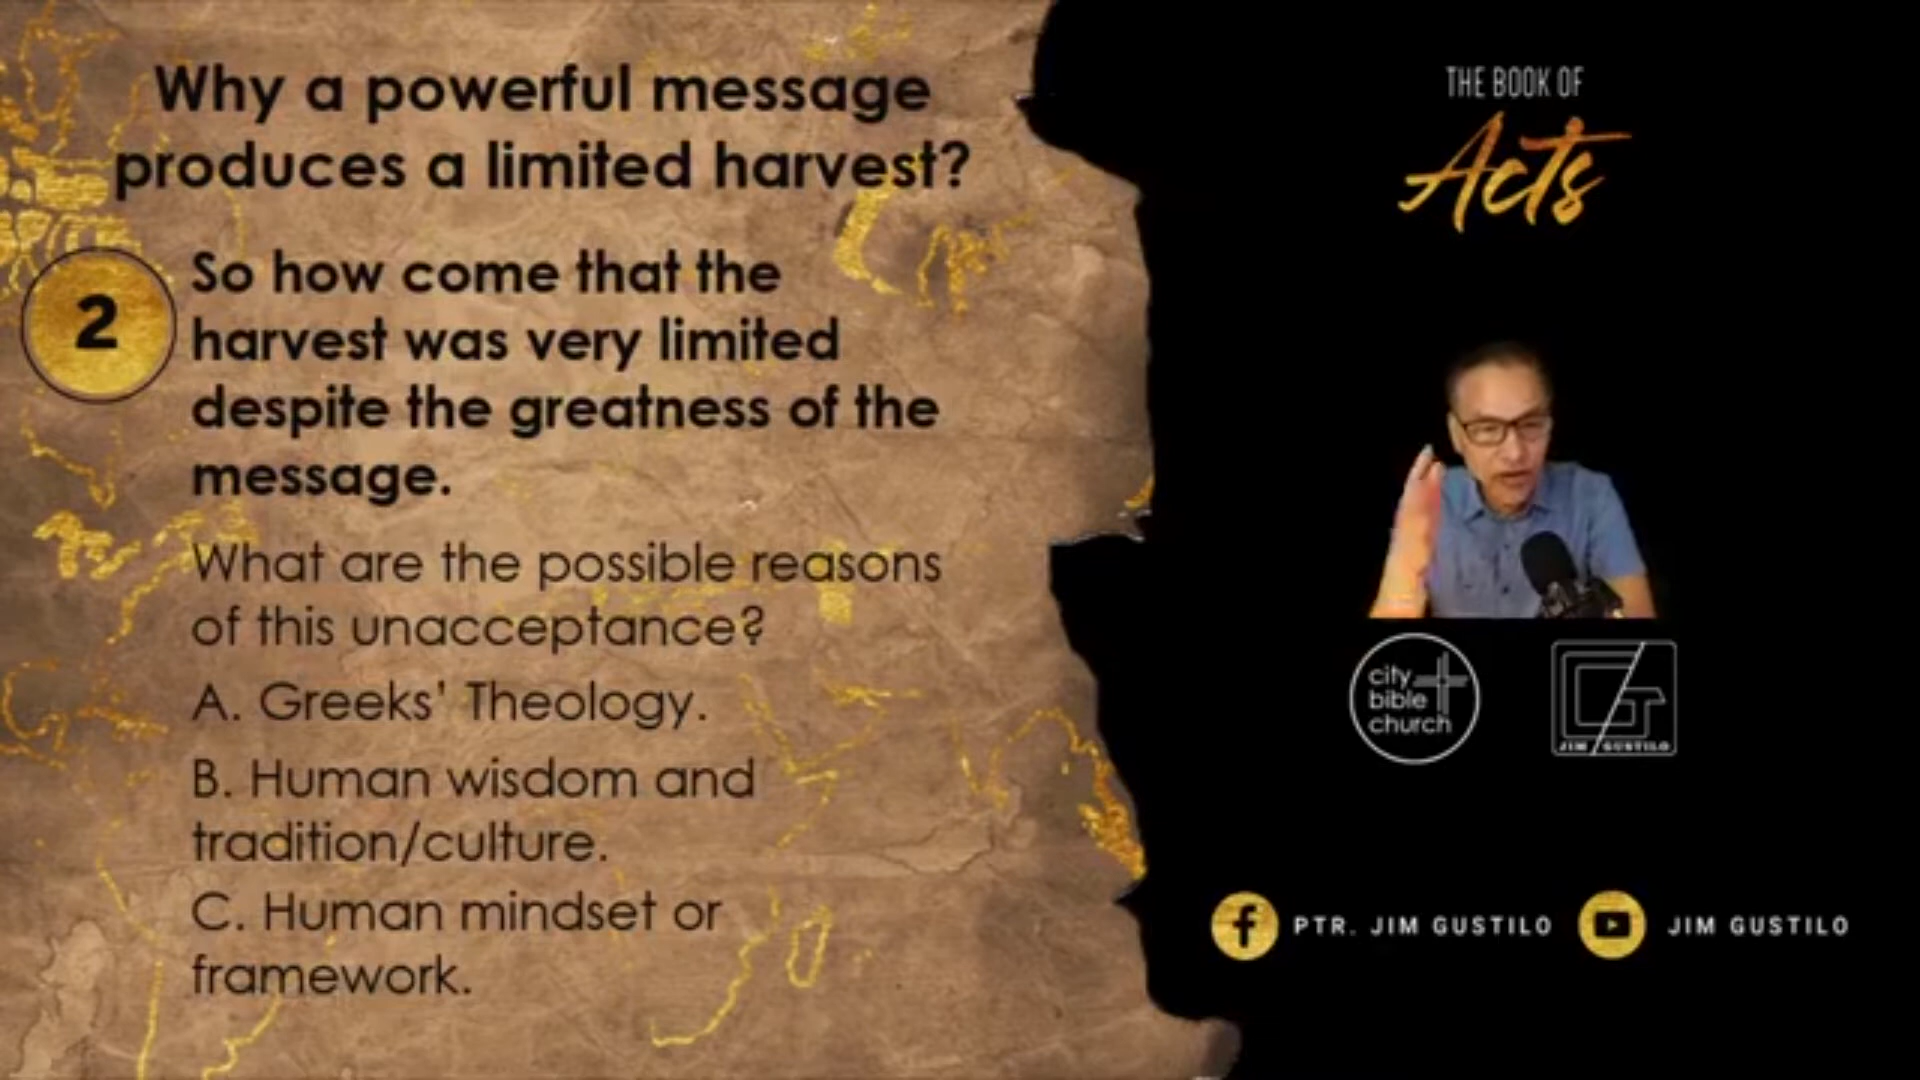 Why a powerful message
produces a limited harvest?
2
So how come that the
harvest was very limited
despite the greatness of the
message.
What are the possible reasons
of this unacceptance?
A. Greeks' Theology.
B. Human wisdom and
tradition/culture.
C. Human mindset or
framework.
THE BOOK OF
Acts
city
bible
church
JIM GUSTILO
PTR. JIM GUSTILO
JIM GUSTILO